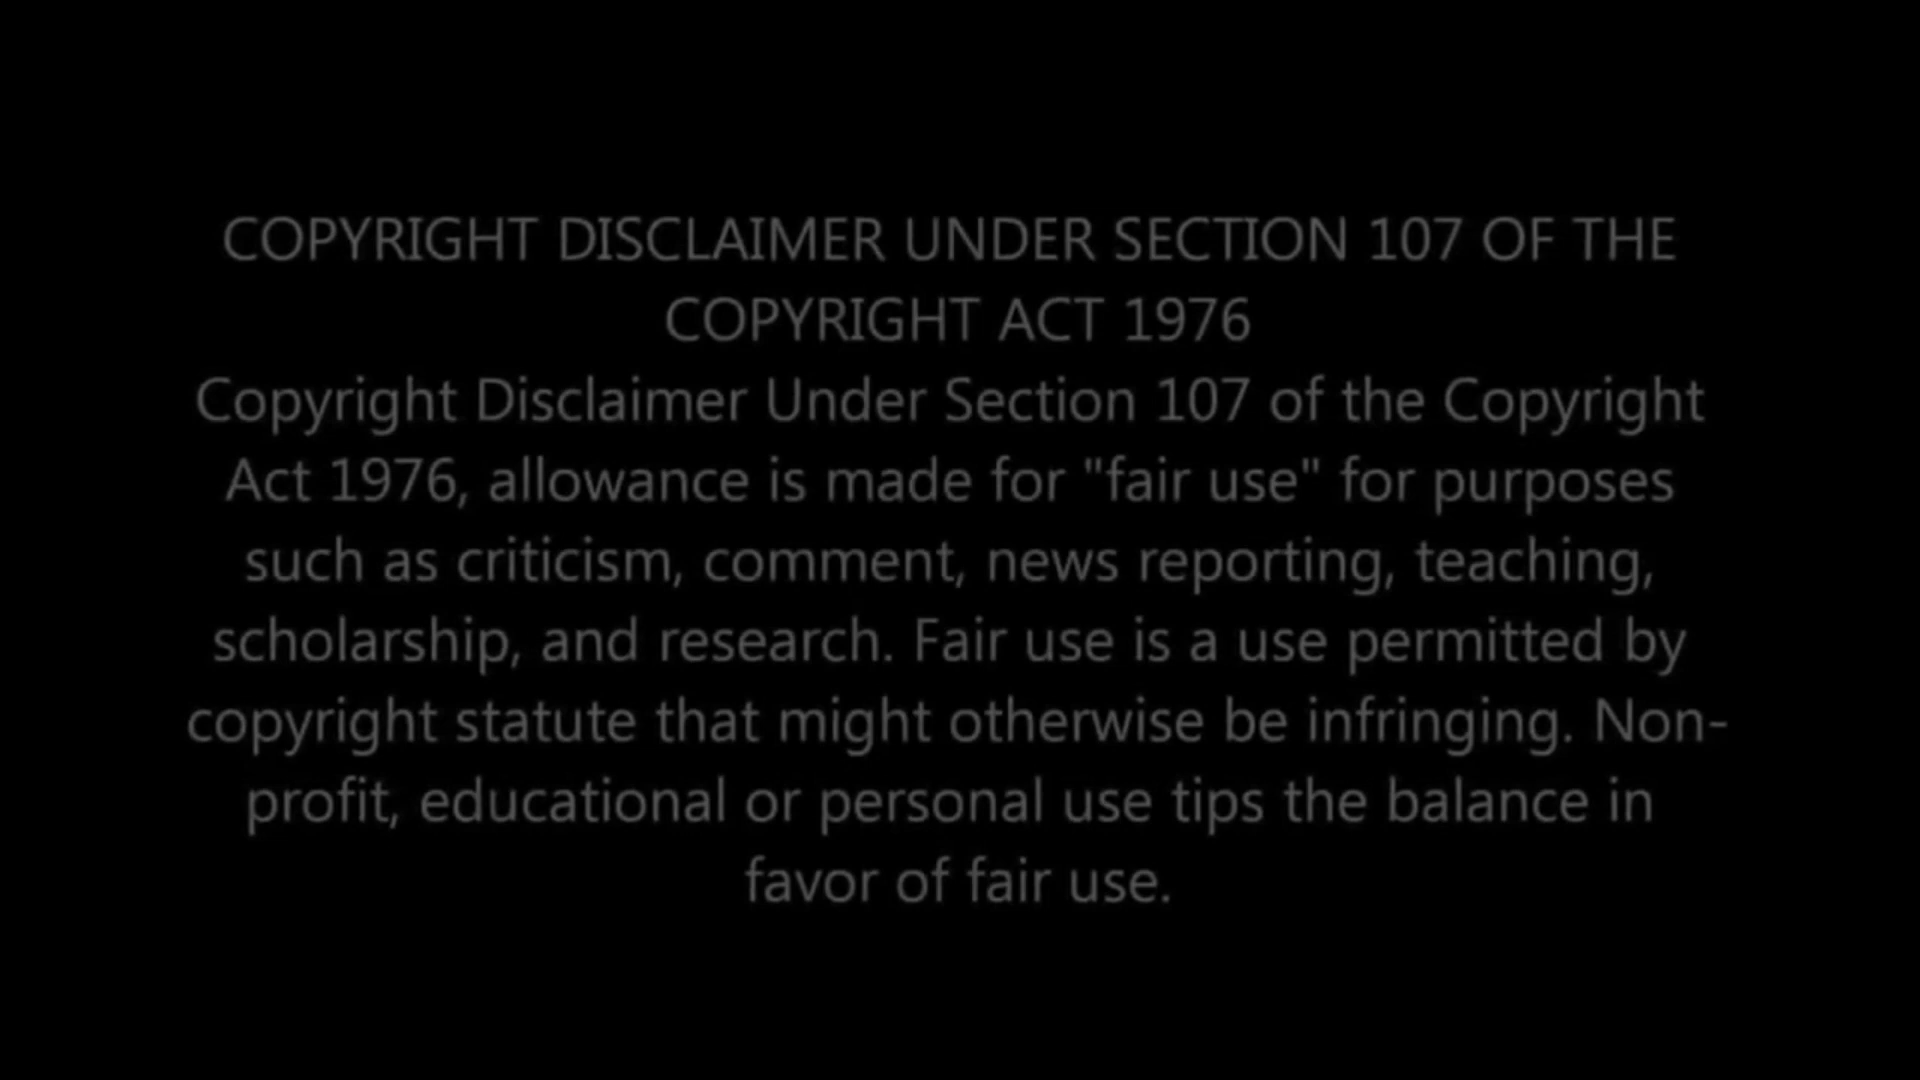 COPYRIGHT DISCLAIMER UNDER SECTION 107 OF THE
COPYRIGHT ACT 1976
Copyright Disclaimer Under Section 107 of the Copyright
Act 1976, allowance is made for "fair use" for purposes
such as criticism, comment, news reporting, teaching,
scholarship, and research. Fair use is a use permitted by
copyright statute that might otherwise be infringing. Non-
profit, educational or personal use tips the balance in
favor of fair use.